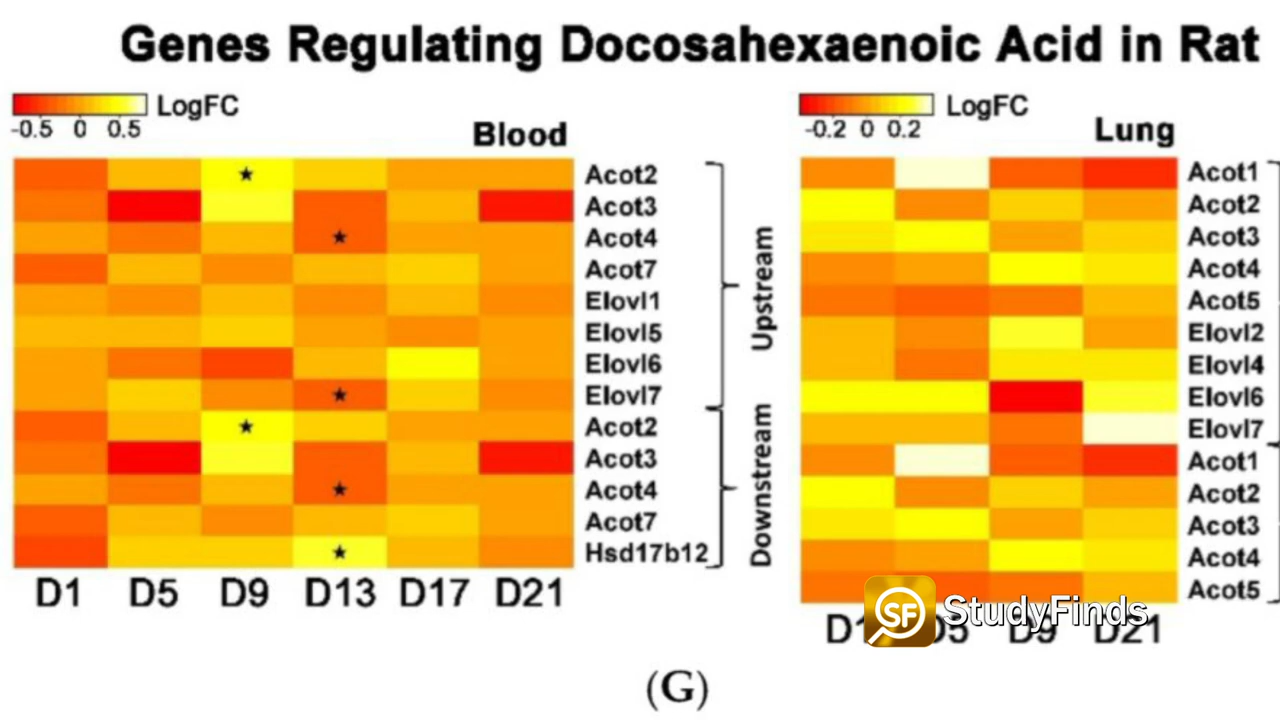 Genes Regulating Docosahexaenoic Acid in Rat
LogFC
-0.5 0 0.5
Blood
Acot2
Acot3
Acot4
Acot7
Elovl1
Elovl5
Elovl6
Elovl7
Acot2
Acot3
Acot4
Acot7
Hsd17b12
Upstream
Downstream
D1 D5 D9 D13 D17 D21
LogFC
-0.2 0 0.2
Lung
Acot1
Acot2
Acot3
Acot4
Acot5
Elovl2
Elovl4
Elovl6
Elovl7
Acot1
Acot2
Acot3
Acot4
Acot5
D1 D5 D9 D21
SF StudyFinds
(G)